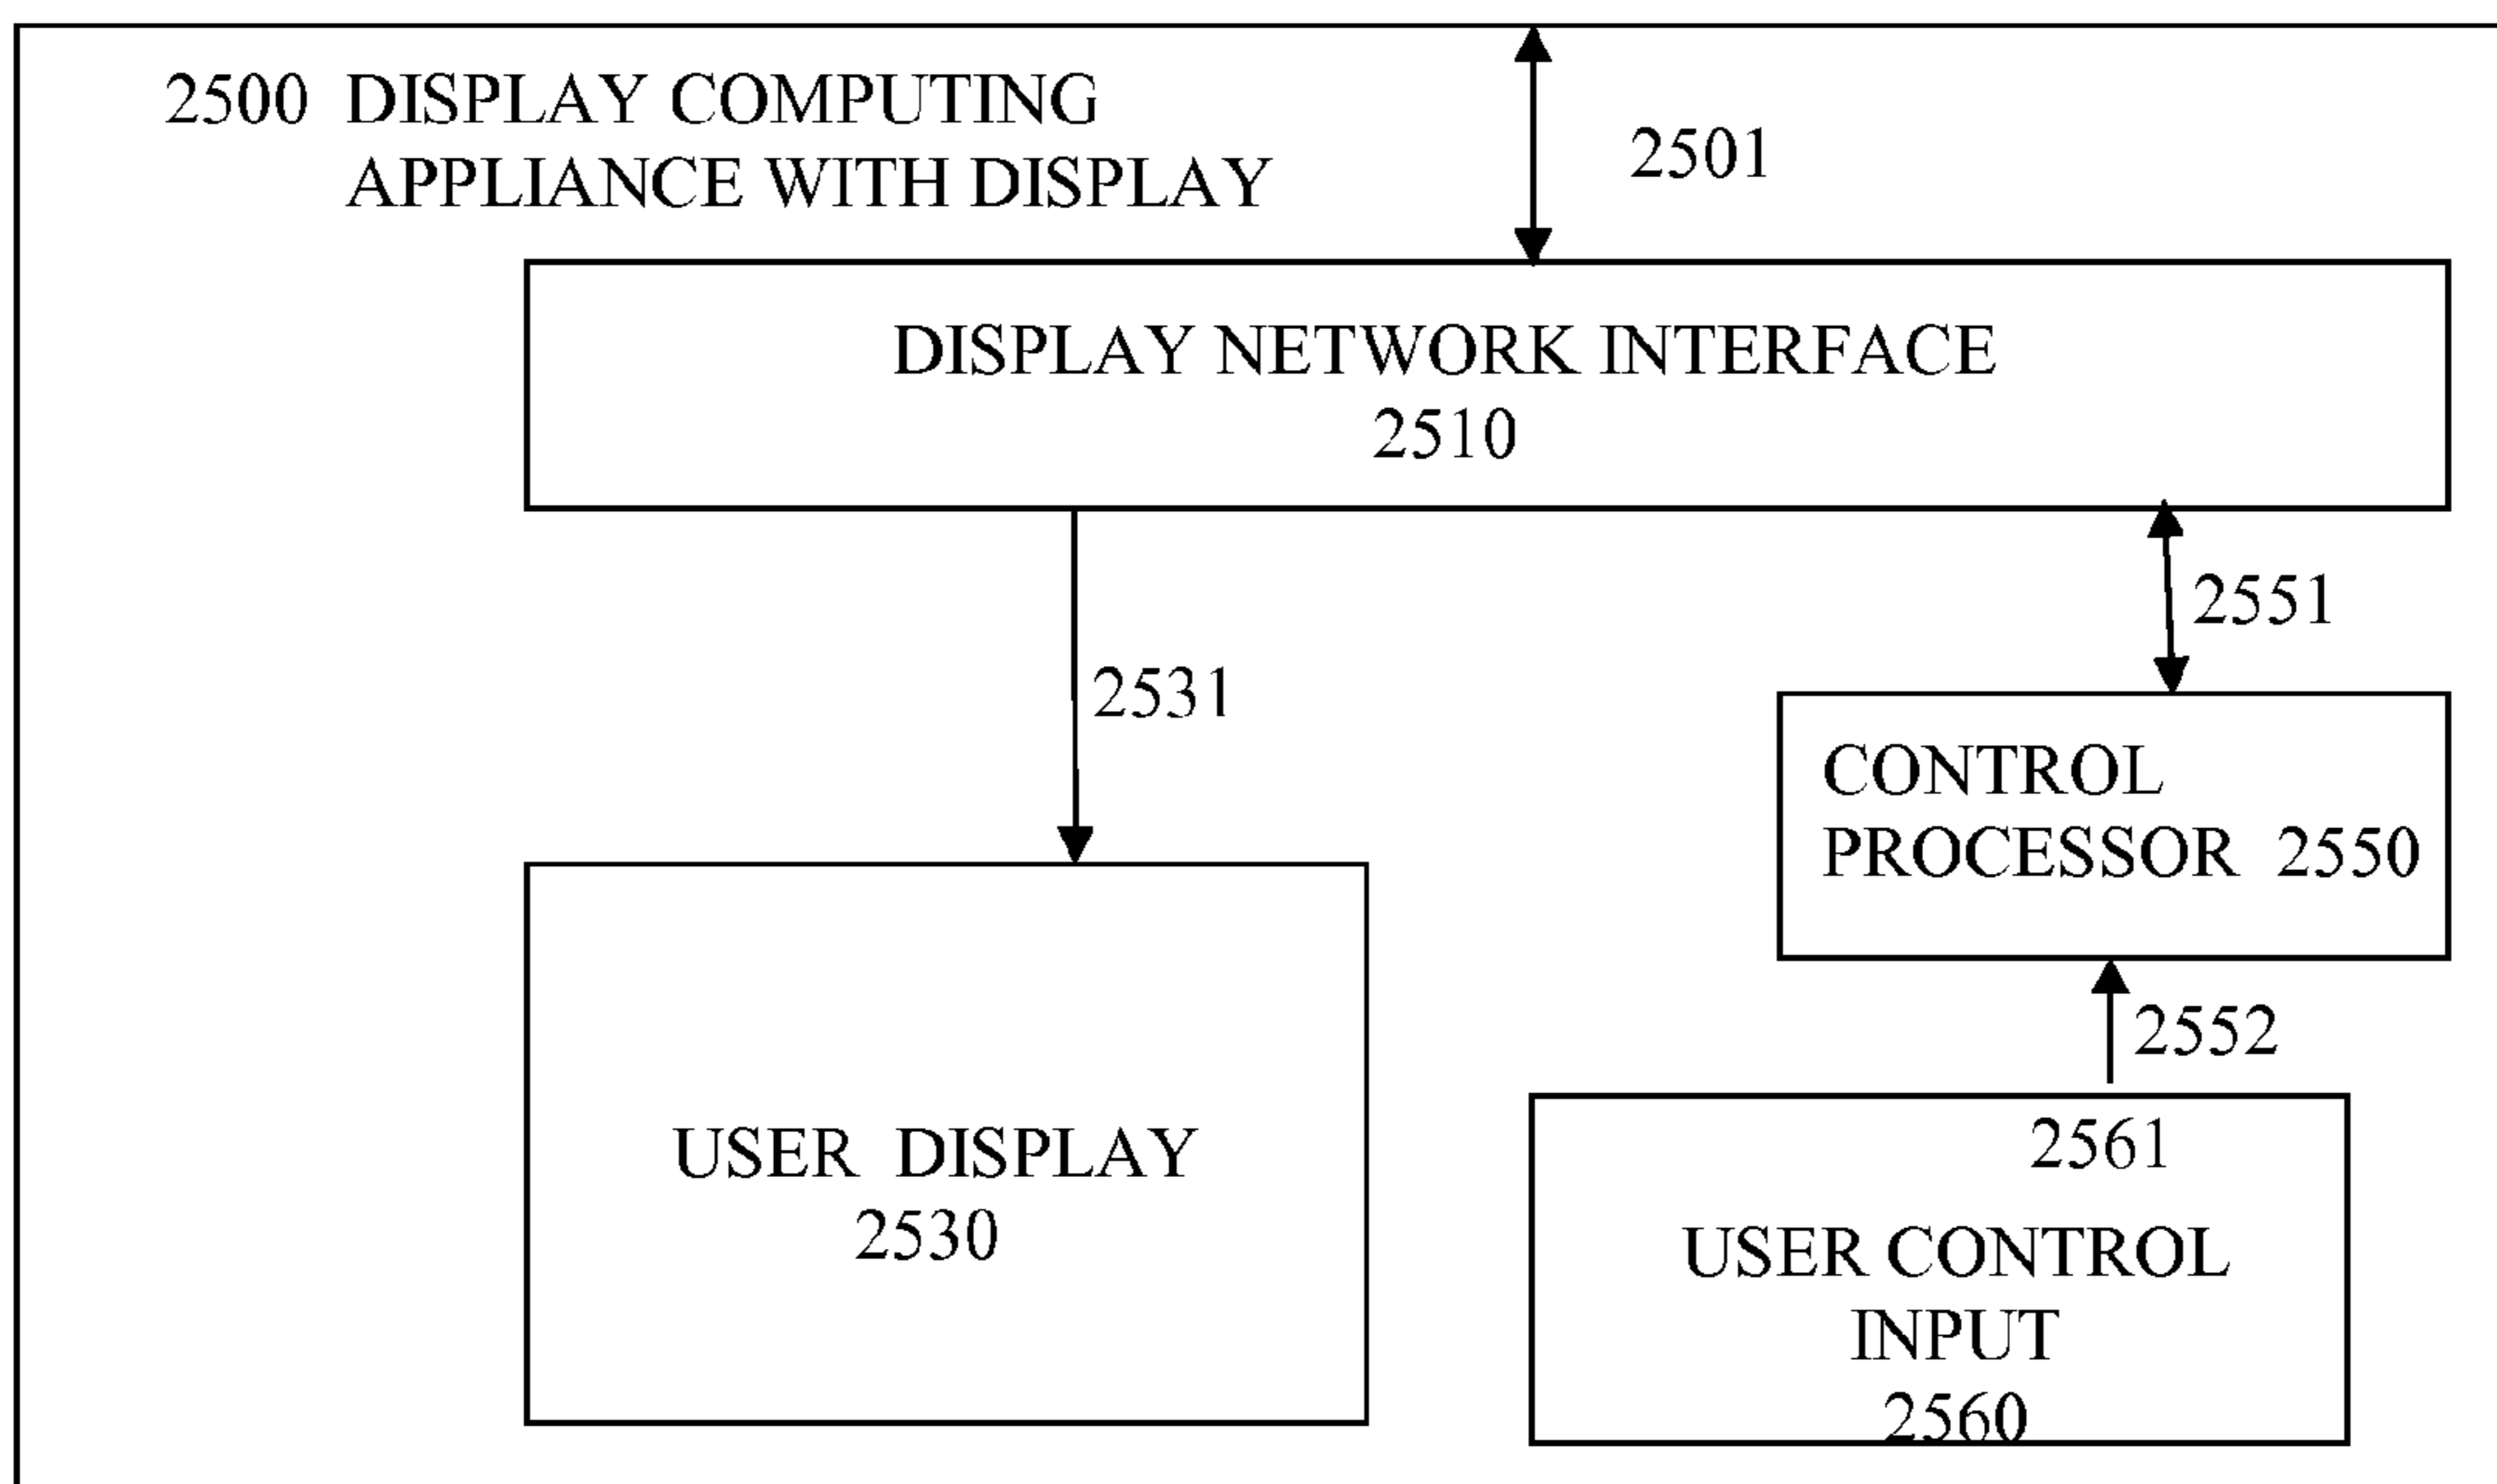 2500 DISPLAY COMPUTING
APPLIANCE WITH DISPLAY
2501
DISPLAY NETWORK INTERFACE
2510
2551
2531
CONTROL
PROCESSOR 2550
2552
USER DISPLAY
2530
2561
USER CONTROL
INPUT
2560